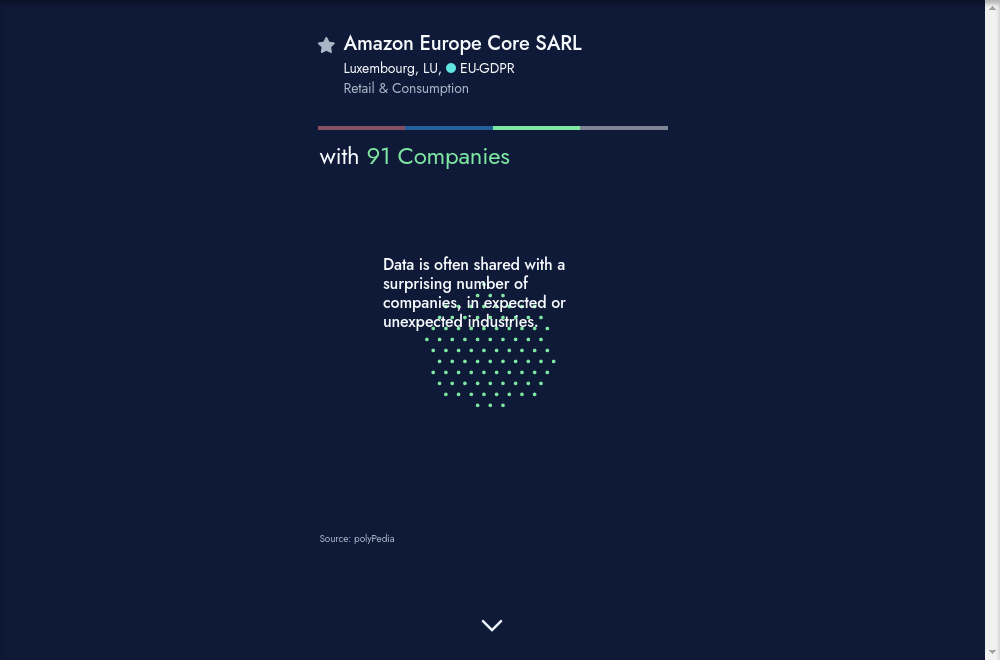 Amazon Europe Core SARL
Luxembourg, LU, EU-GDPR
Retail & Consumption
with 91 Companies
Data is often shared with a
surprising number of
companies, in expected or
unexpected industries.
Source: polyPedia